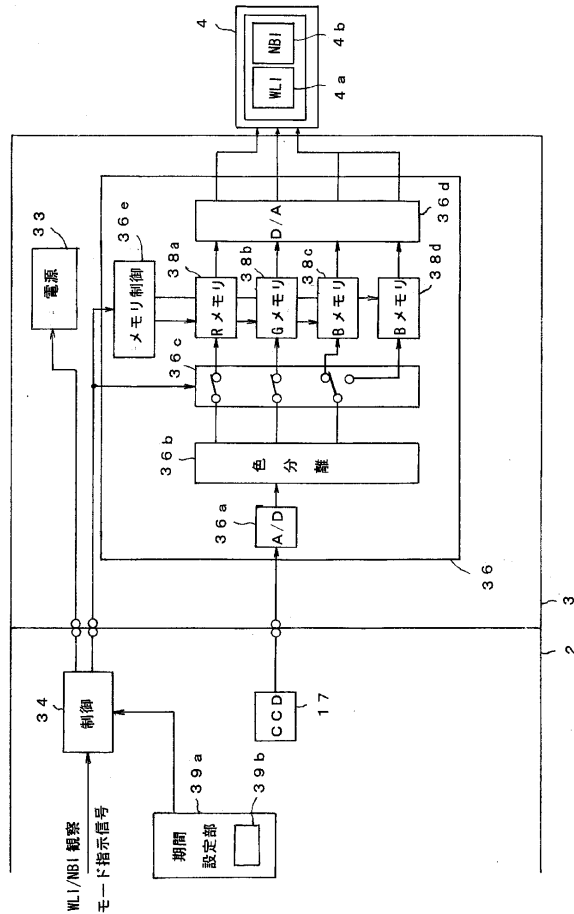 WLI/NBI 観察
モード指示信号
34
制御
39a
期間
設定部
39b
CCD
17
2
3
33
電源
36
36a
A/D
36b
色分離
36c
36e
メモリ制御
38a
Rメモリ
38b
Gメモリ
38c
Bメモリ
38d
Bメモリ
D/A
36d
4
WLI
NBI
4a
4b